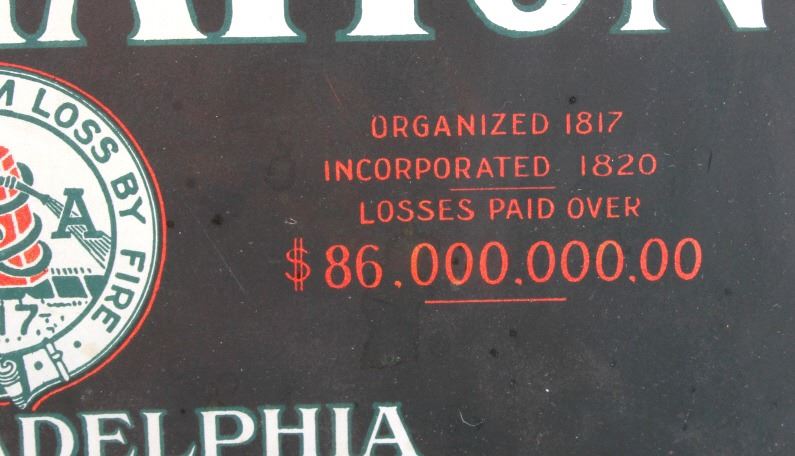 ATION
M LOSS BY FIRE
A
17
ORGANIZED 1817
INCORPORATED 1820
LOSSES PAID OVER
$86,000,000,00
ADELPHIA